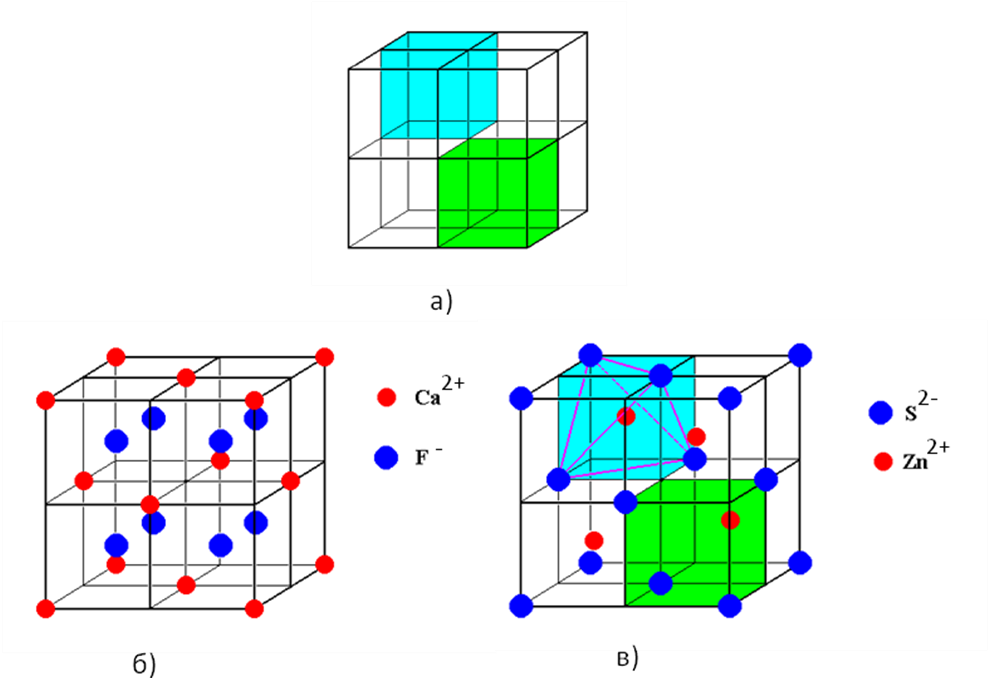 а)
Ca2+
F -
б)
S2-
Zn2+
в)